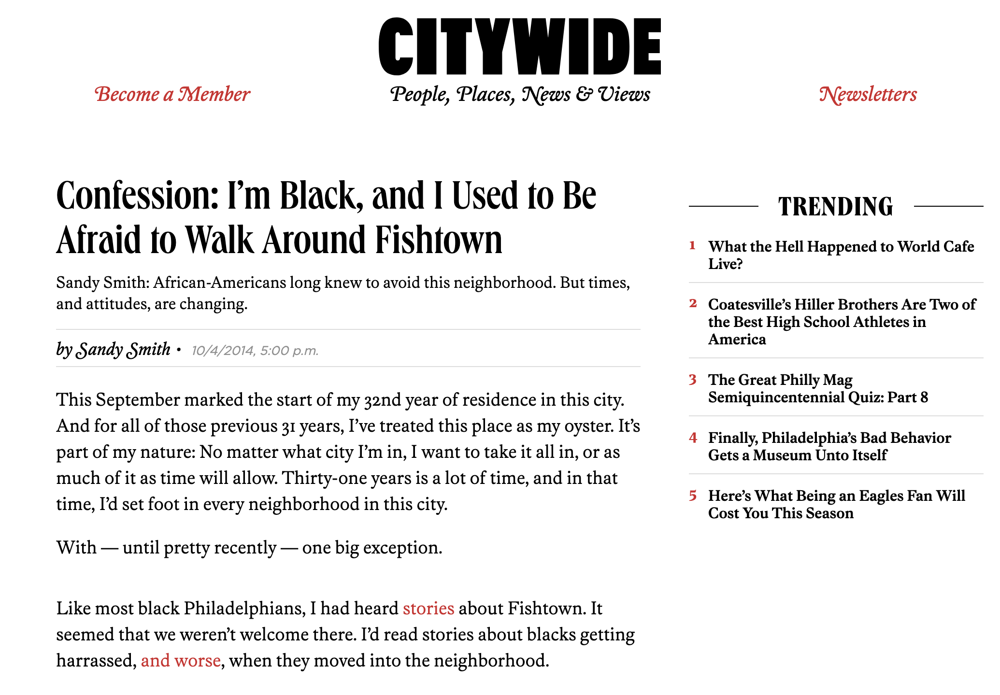 CITYWIDE
Become a Member
People, Places, News & Views
Newsletters
Confession: I’m Black, and I Used to Be
Afraid to Walk Around Fishtown
Sandy Smith: African-Americans long knew to avoid this neighborhood. But times,
and attitudes, are changing.
by Sandy Smith • 10/4/2014, 5:00 p.m.
This September marked the start of my 32nd year of residence in this city.
And for all of those previous 31 years, I’ve treated this place as my oyster. It’s
part of my nature: No matter what city I’m in, I want to take it all in, or as
much of it as time will allow. Thirty-one years is a lot of time, and in that
time, I’d set foot in every neighborhood in this city.
With — until pretty recently — one big exception.
Like most black Philadelphians, I had heard stories about Fishtown. It
seemed that we weren’t welcome there. I’d read stories about blacks getting
harrassed, and worse, when they moved into the neighborhood.
TRENDING
1 What the Hell Happened to World Cafe
Live?
2 Coatesville’s Hiller Brothers Are Two of
the Best High School Athletes in
America
3 The Great Philly Mag
Semiquincentennial Quiz: Part 8
4 Finally, Philadelphia’s Bad Behavior
Gets a Museum Unto Itself
5 Here’s What Being an Eagles Fan Will
Cost You This Season